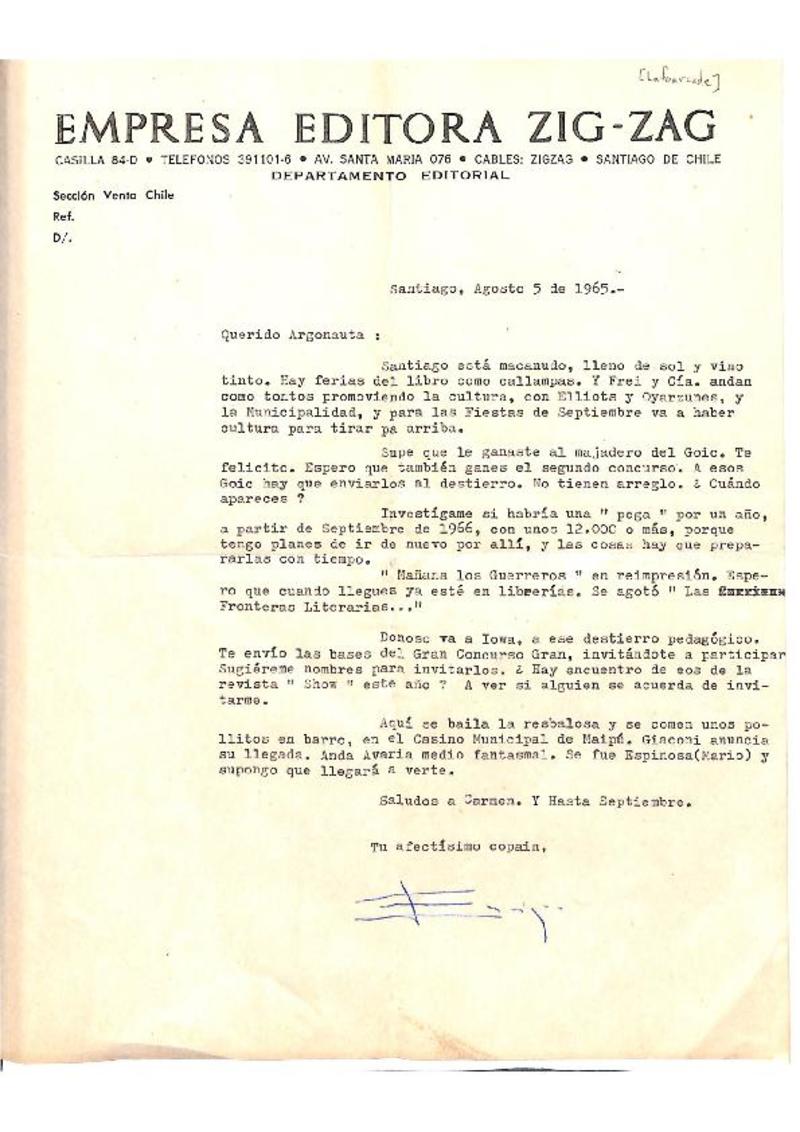 [Lafourcade]
EMPRESA EDITORA ZIG-ZAG
CASILLA 84-D • TELEFONOS 391101-6 • AV. SANTA MARIA 076 • CABLES: ZIGZAG • SANTIAGO DE CHILE
DEPARTAMENTO EDITORIAL
Sección Venta Chile
Ref.
D/.
Santiago, Agosto 5 de 1965.-
Querido Argonauta :
Santiago está macanudo, lleno de sol y vino
tinto. Hay ferias del libro como callampas. Y Frei y Cía. andan
como tontos promoviendo la cultura, con Elliots y Oyarzunes, y
la Municipalidad, y para las Fiestas de Septiembre va a haber
cultura para tirar pa arriba.
Supe que le ganaste al majadero del Goic. Te
felicito. Espero que también ganes el segundo concurso. A esos
Goic hay que enviarlos al destierro. No tienen arreglo. ¿ Cuándo
apareces ?
Investígame si habría una " pega " por un año,
a partir de Septiembre de 1966, con unos 12.000 o más, porque
tengo planes de ir de nuevo por allí, y las cosas hay que prepa-
rarlas con tiempo.
" Mañana los Guerreros " en reimpresión. Espe-
ro que cuando llegues ya esté en librerías. Se agotó " Las
Fronteras Literarias..."
Donoso va a Iowa, a ese destierro pedagógico.
Te envío las bases del Gran Concurso Gran, invitándote a participar
Sugiéreme nombres para invitarlos. ¿ Hay encuentro de eos de la
revista " Show " esté año ? A ver si alguien se acuerda de invi-
tarme.
Aquí se baila la resbalosa y se comen unos po-
llitos en barro, en el Casino Municipal de Maipú. Giaconi anuncia
su llegada. Anda Avaria medio fantasmal. Se fue Espinosa(Mario) y
supongo que llegará a verte.
Saludos a Carmen. Y Hasta Septiembre.
Tu afectísimo copain,